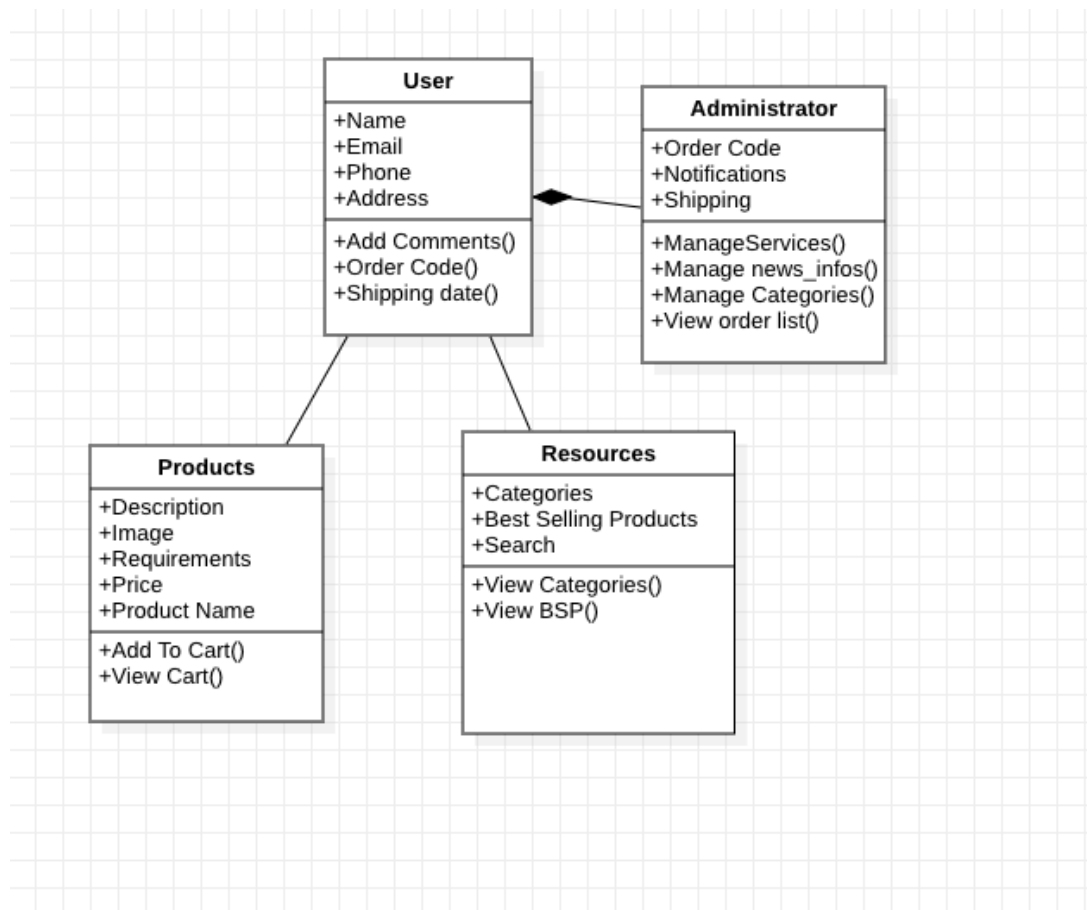 User
+Name
+Email
+Phone
+Address
+Add Comments()
+Order Code()
+Shipping date()
Administrator
+Order Code
+Notifications
+Shipping
+ManageServices()
+Manage news_infos()
+Manage Categories()
+View order list()
Products
+Description
+Image
+Requirements
+Price
+Product Name
+Add To Cart()
+View Cart()
Resources
+Categories
+Best Selling Products
+Search
+View Categories()
+View BSP()